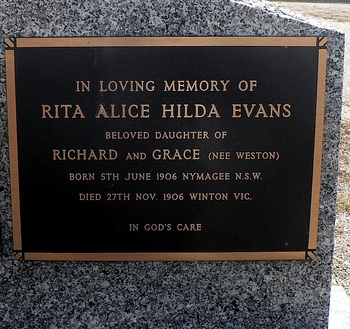 IN LOVING MEMORY OF
RITA ALICE HILDA EVANS
BELOVED DAUGHTER OF
RICHARD AND GRACE (NEE WESTON)
BORN 5TH JUNE 1906 NYMAGEE N.S.W.
DIED 27TH NOV. 1906 WINTON VIC.
IN GOD'S CARE